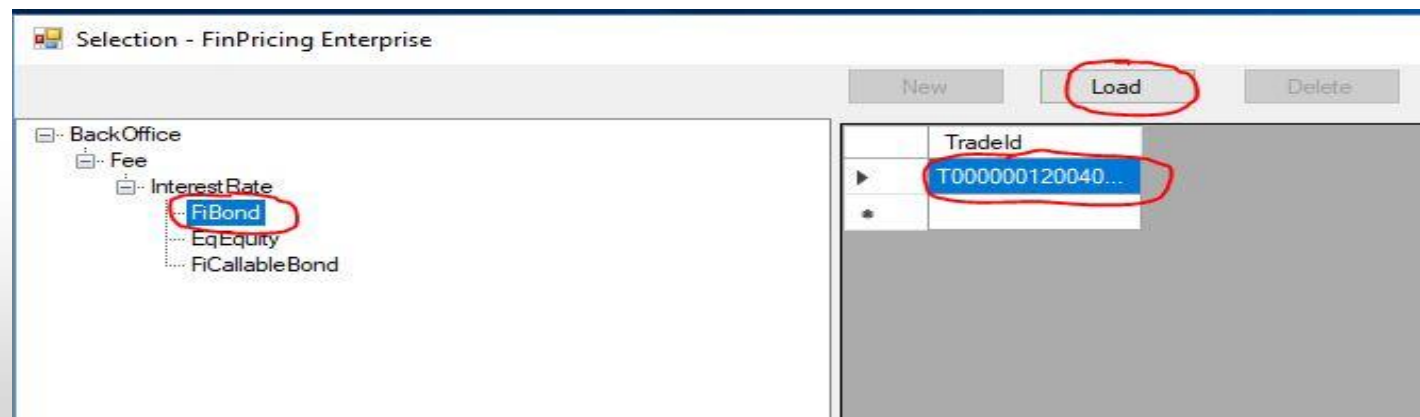 Selection - FinPricing Enterprise
New Load Delete
BackOffice
Fee
InterestRate
FiBond
EqEquity
FiCallableBond
TradeId
T000000120040...